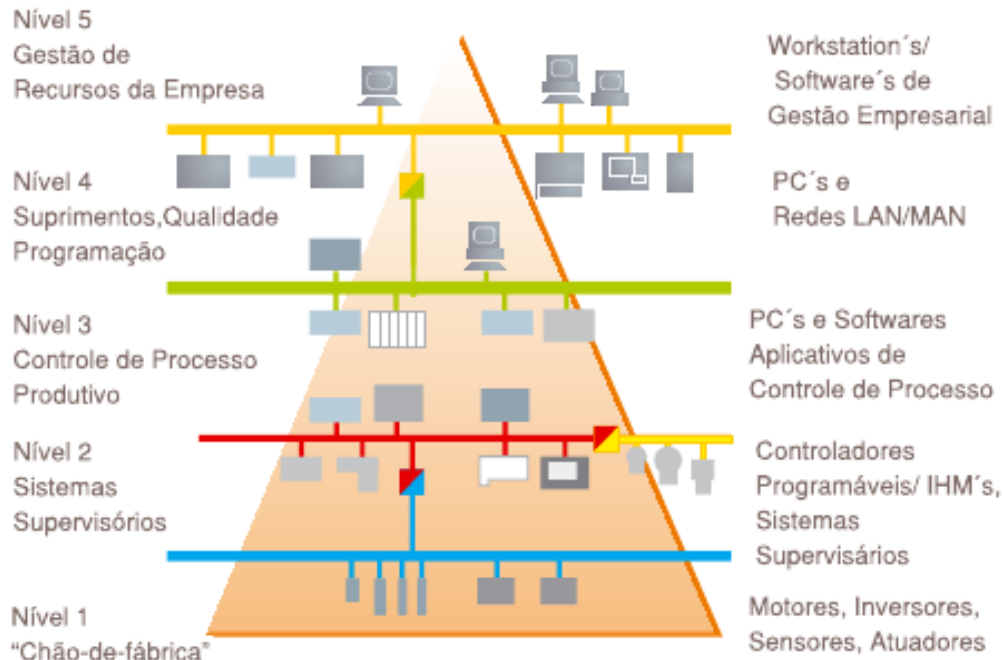 Nível 5
Gestão de
Recursos da Empresa
Workstation´s/
Software´s de
Gestão Empresarial
Nível 4
Suprimentos,Qualidade
Programação
PC´s e
Redes LAN/MAN
Nível 3
Controle de Processo
Produtivo
PC´s e Softwares
Aplicativos de
Controle de Processo
Nível 2
Sistemas
Supervisórios
Controladores
Programáveis/ IHM´s,
Sistemas
Supervisários
Nível 1
“Chão-de-fábrica”
Motores, Inversores,
Sensores, Atuadores